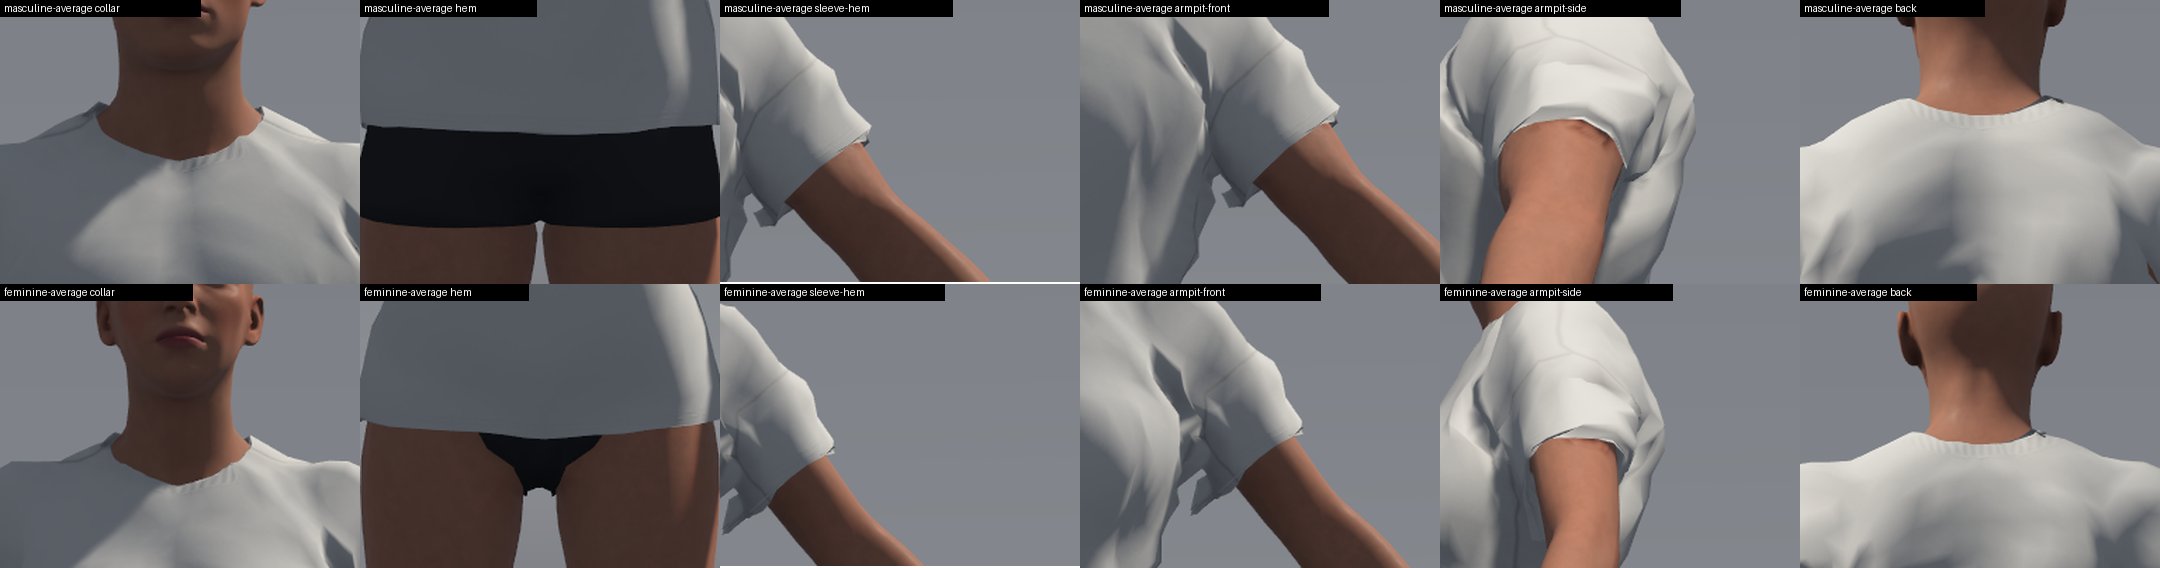 masculine-average collar
masculine-average hem
masculine-average sleeve-hem
masculine-average armpit-front
masculine-average armpit-side
masculine-average back
feminine-average collar
feminine-average hem
feminine-average sleeve-hem
feminine-average armpit-front
feminine-average armpit-side
feminine-average back